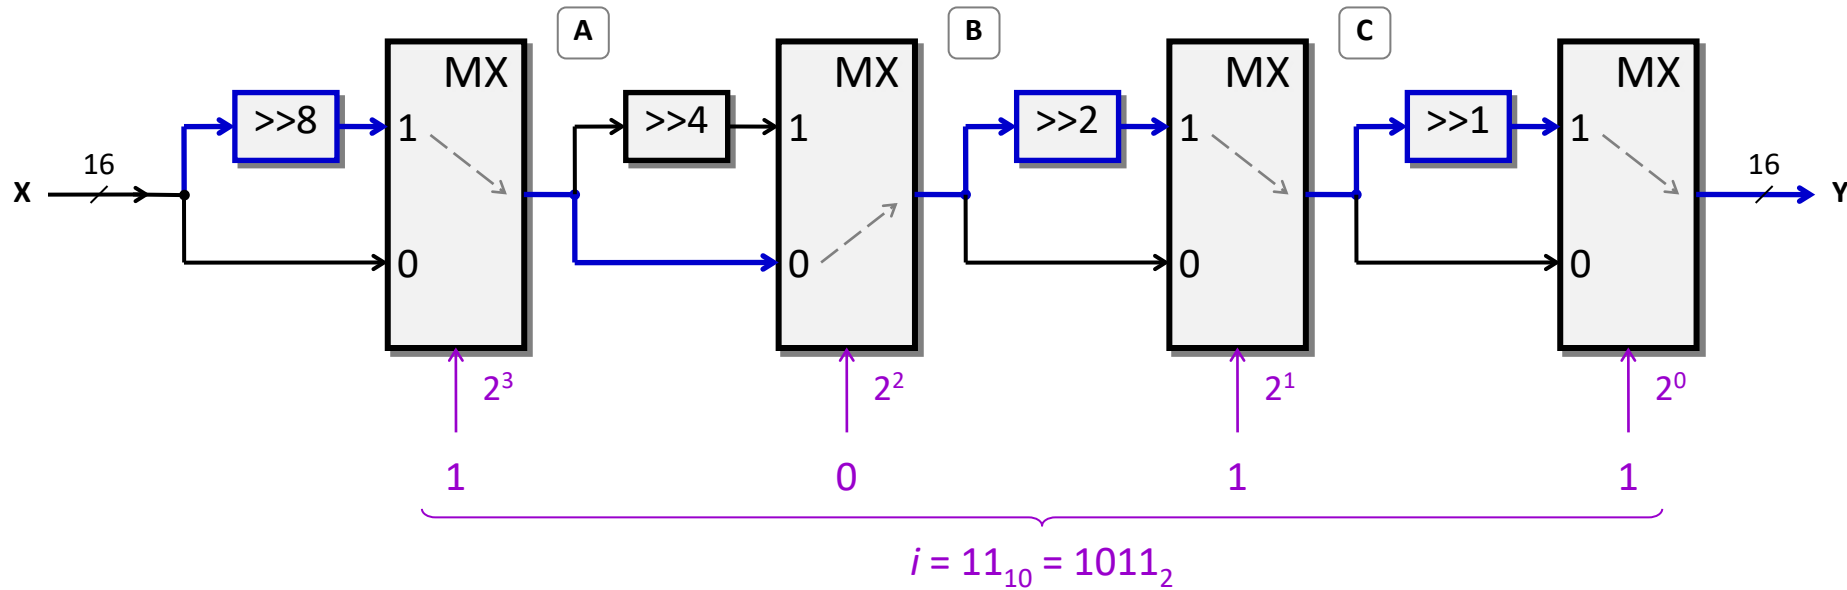 A B C
MX MX MX MX
>>8 1 >>4 1 >>2 1 >>1 1
16 16
X Y
0 0 0 0
2³ 2² 2¹ 2⁰
1 0 1 1
i = 11₁₀ = 1011₂